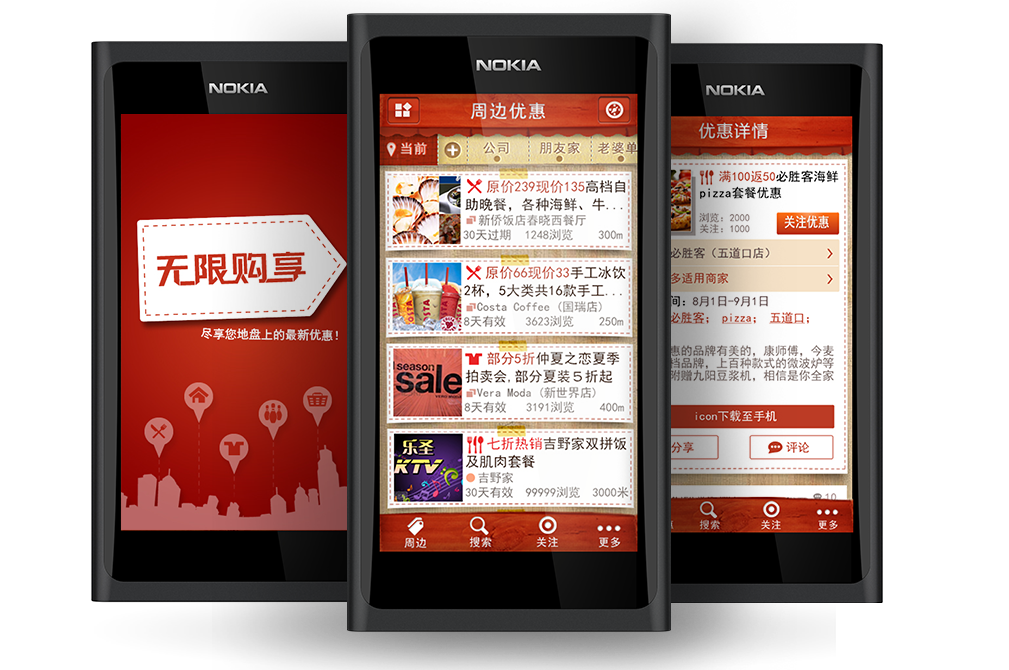 NOKIA
无限购享
尽享您地盘上的最新优惠!
NOKIA
周边优惠
当前 公司 朋友家 老婆单
原价239现价135高档自
助晚餐，各种海鲜、牛...
新侨饭店春晓西餐厅
30天过期 1248浏览 300m
原价66现价33手工冰饮
2杯，5大类共16款手工...
Costa Coffee（国瑞店）
8天有效 3623浏览 250m
season
sale
部分5折仲夏之恋夏季
拍卖会,部分夏装５折起
Vera Moda（新世界店）
8天有效 3191浏览 400m
乐圣
KTV
七折热销吉野家双拼饭
及肌肉套餐
吉野家
30天有效 99999浏览 3000米
周边 搜索 关注 更多
NOKIA
优惠详情
满100返50必胜客海鲜
pizza套餐优惠
浏览：2000
关注：1000
关注优惠
必胜客（五道口店）
多适用商家
间：8月1日-9月1日
必胜客； pizza； 五道口；
惠的品牌有美的，康师傅，今麦
当品牌，上百种款式的微波炉等
附赠九阳豆浆机，相信是你全家
icon下载至手机
分享 评论
10
搜索 关注 更多